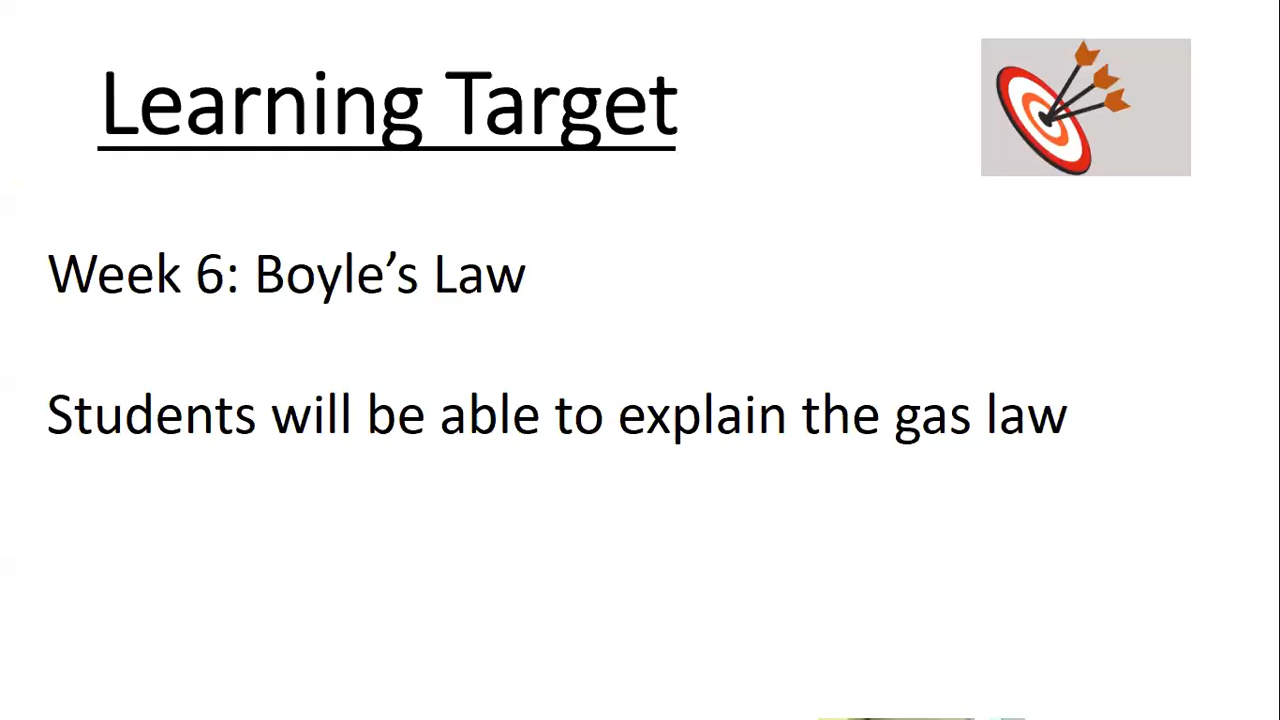 Learning Target
Week 6: Boyle’s Law
Students will be able to explain the gas law